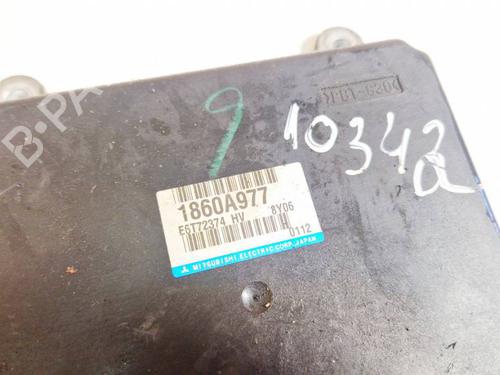 9
10342
a
1860A977
E6T72374 HV 8Y06
H 0112
MITSUBISHI ELECTRIC CORP. JAPAN
B-PA